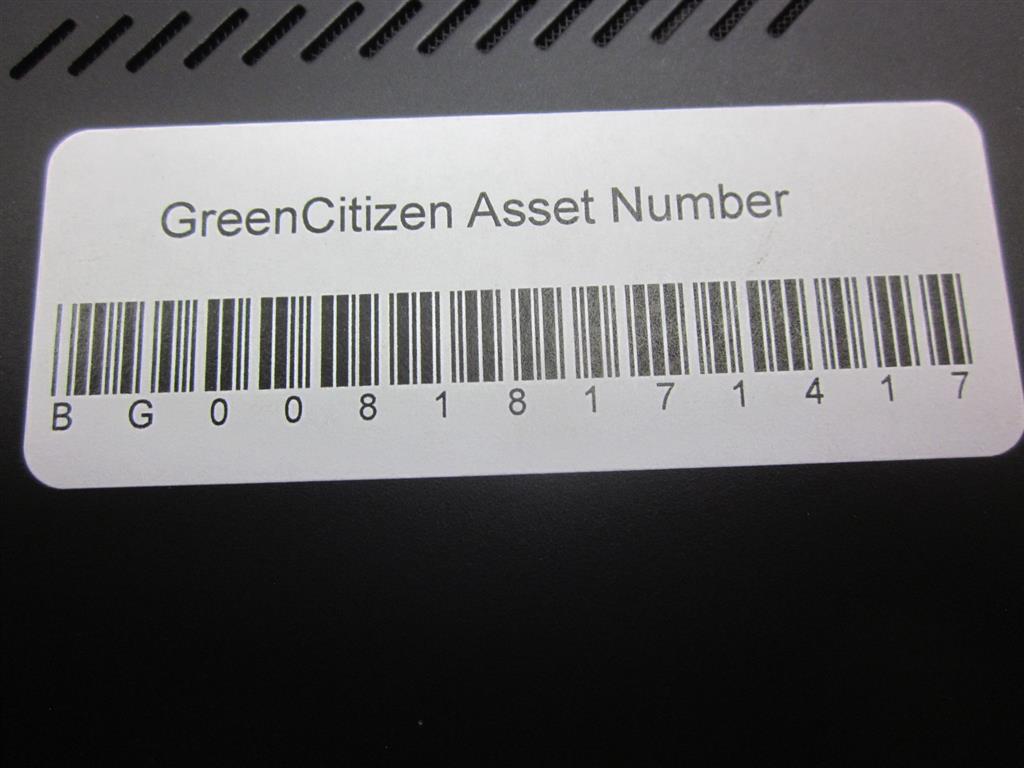 GreenCitizen Asset Number
B G 0 0 8 1 8 1 7 1 4 1 7